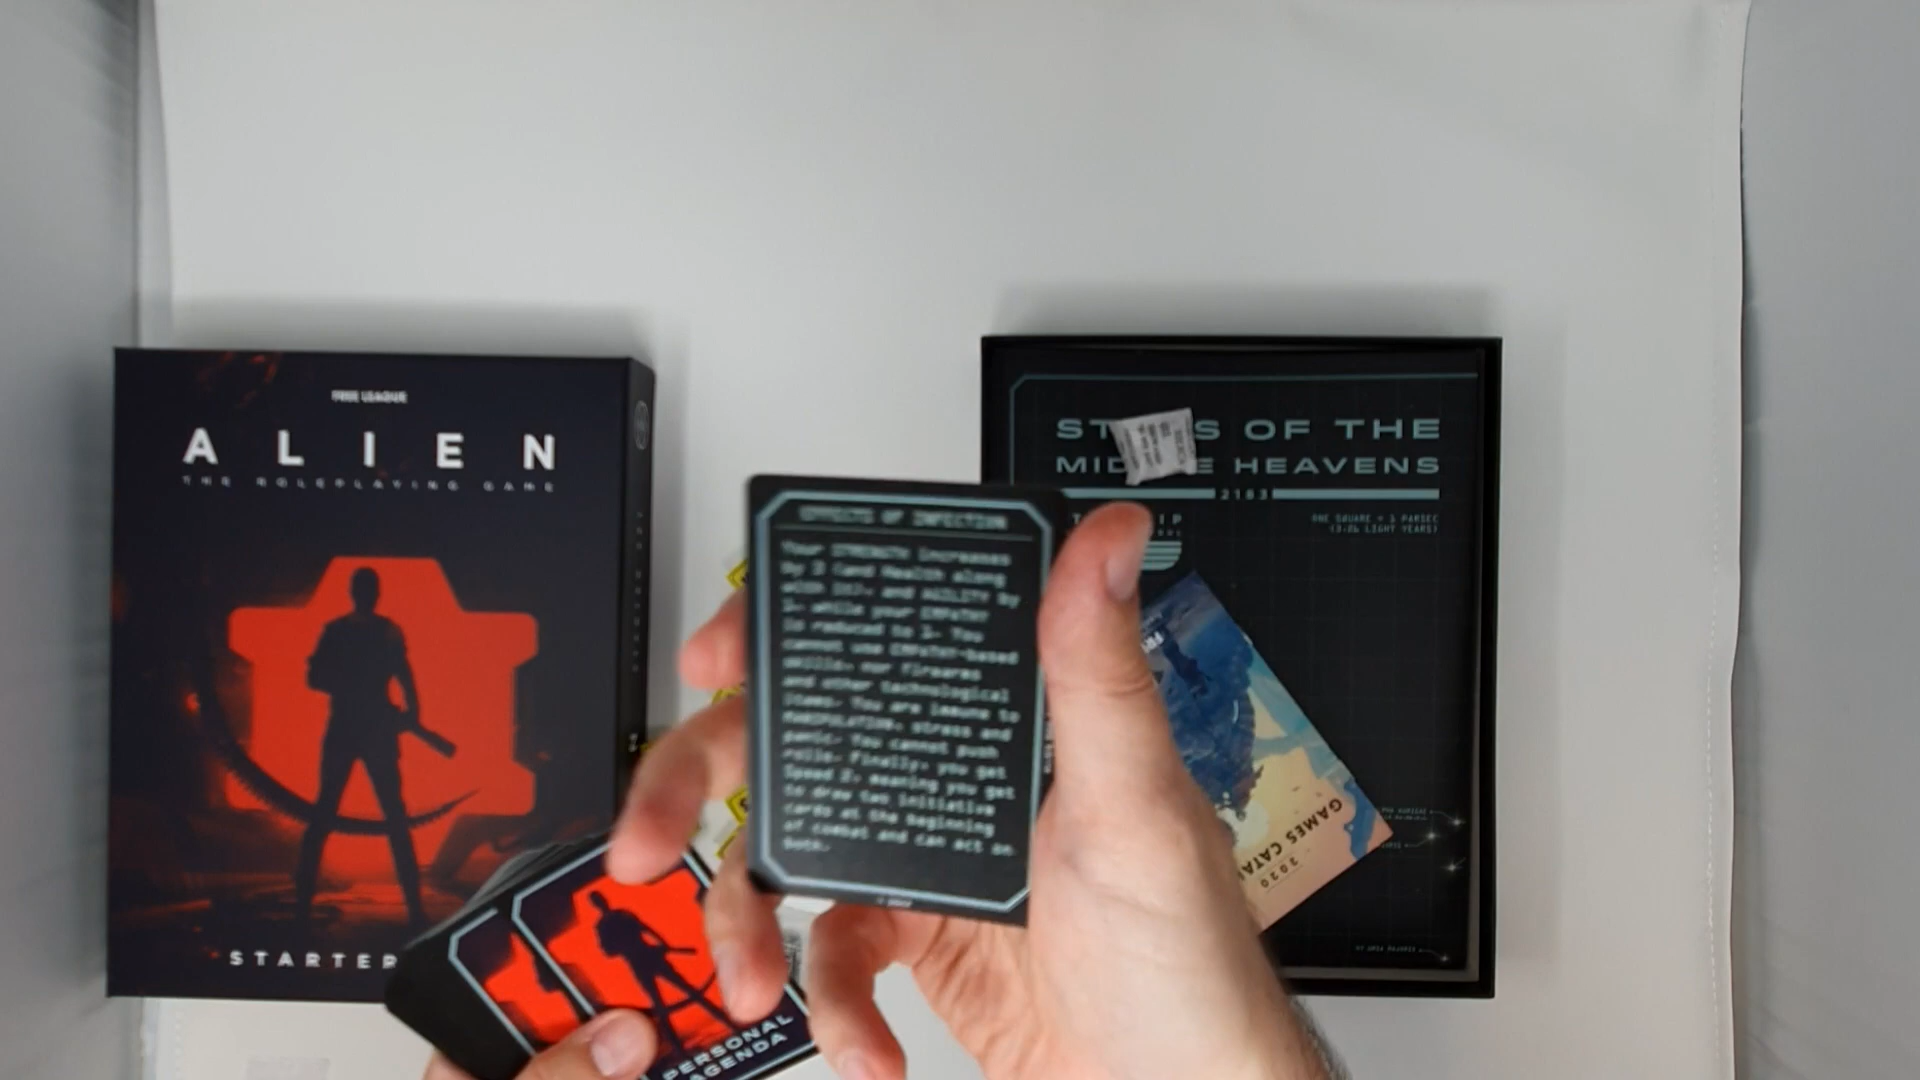 FREE LEAGUE
ALIEN
THE ROLEPLAYING GAME
STARTER
OF THE
HEAVENS
2183
ONE SQUARE = 1 PARSEC
(3.26 LIGHT YEARS)
EFFECTS OF INFECTION
Your STRENGTH increases
by 3 (and Health along
with it), and AGILITY by
1, while your EMPATHY
is reduced to 1. You
cannot use EMPATHY-based
skills, nor firearms
and other technological
items. You are immune to
MANIPULATION, stress and
panic. You cannot push
rolls. Finally, you get
Speed 2, meaning you get
to draw two initiative
cards at the beginning
of combat and can act on
both.
PERSONAL
AGENDA
GAMES
2020